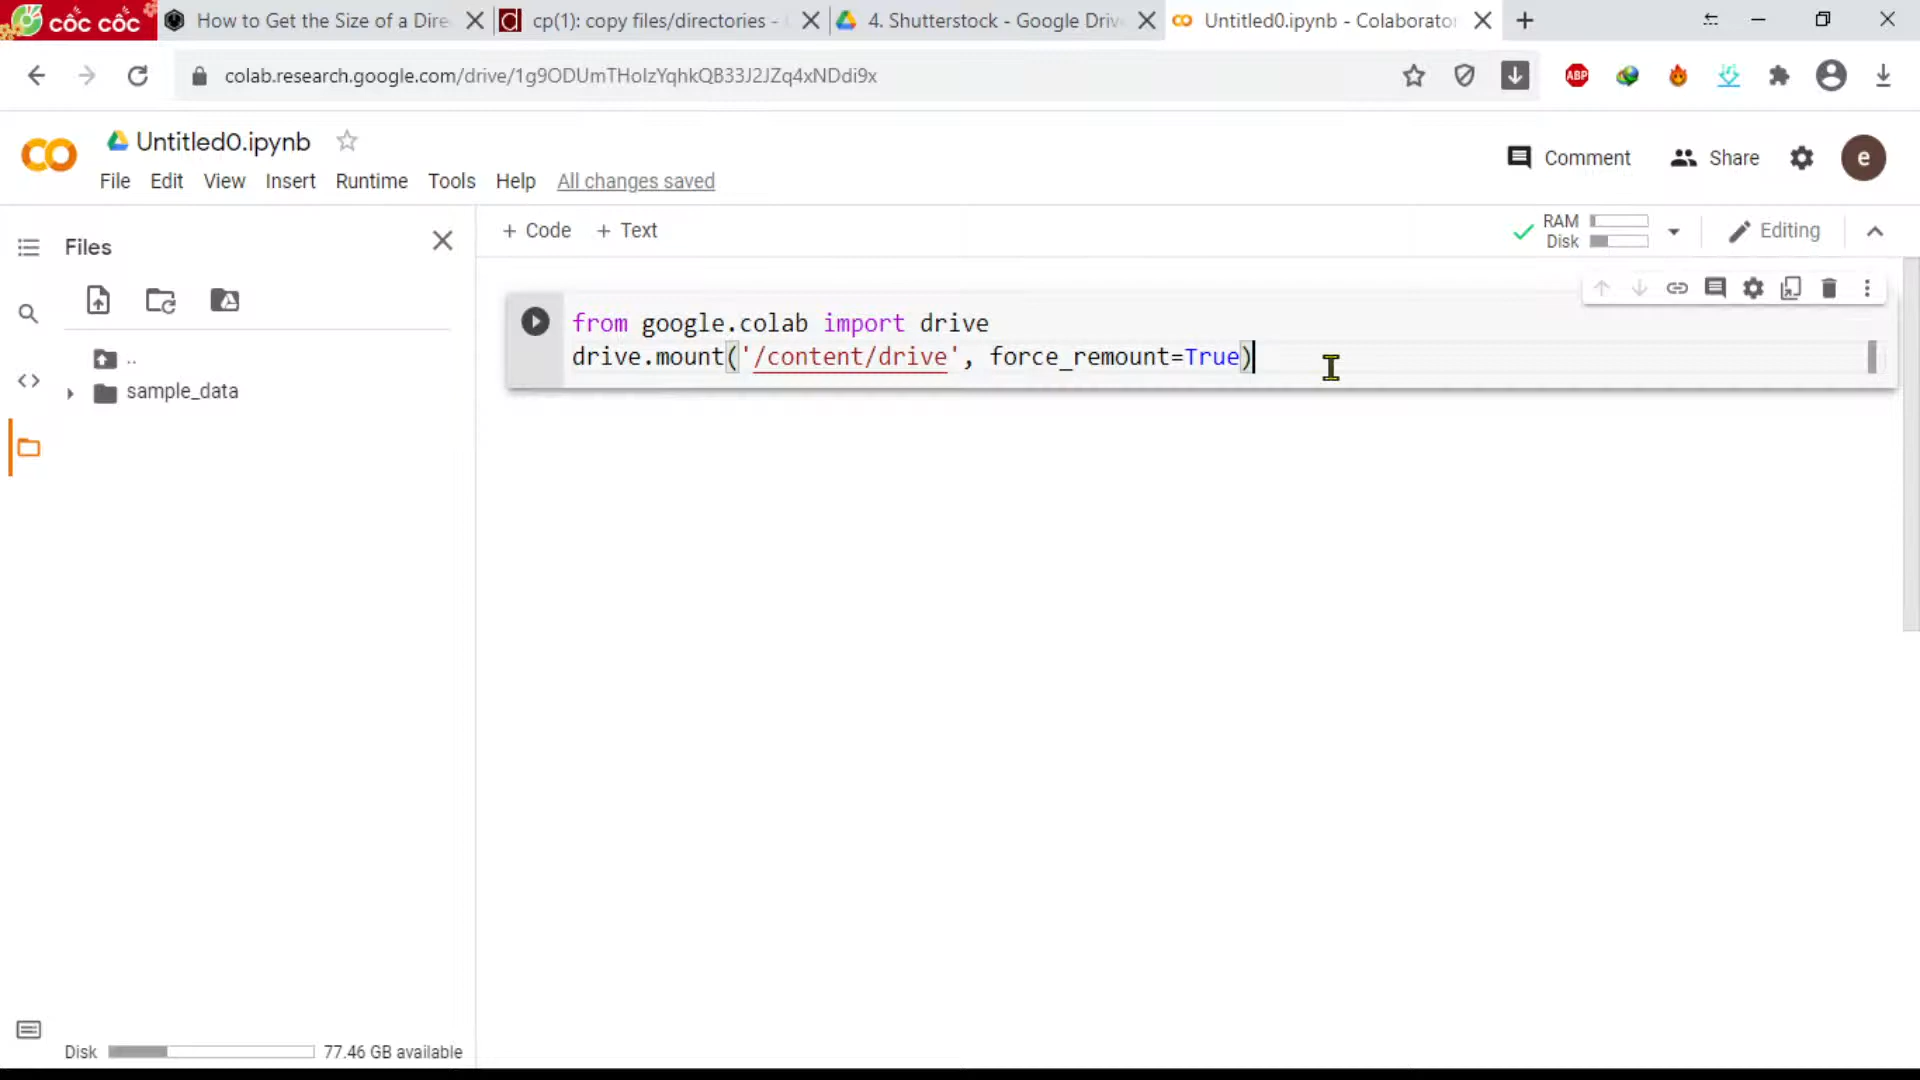 cốc cốc
How to Get the Size of a Dire
cp(1): copy files/directories -
4. Shutterstock - Google Driv
Untitled0.ipynb - Colaborator
colab.research.google.com/drive/1g9ODUmTHoIzYqhkQB33J2JZq4xNDdi9x
ABP
CO
Untitled0.ipynb
Comment
Share
e
File Edit View Insert Runtime Tools Help All changes saved
Files
+ Code + Text
RAM
Disk
Editing
from google.colab import drive
drive.mount('/content/drive', force_remount=True)
..
sample_data
Disk
77.46 GB available